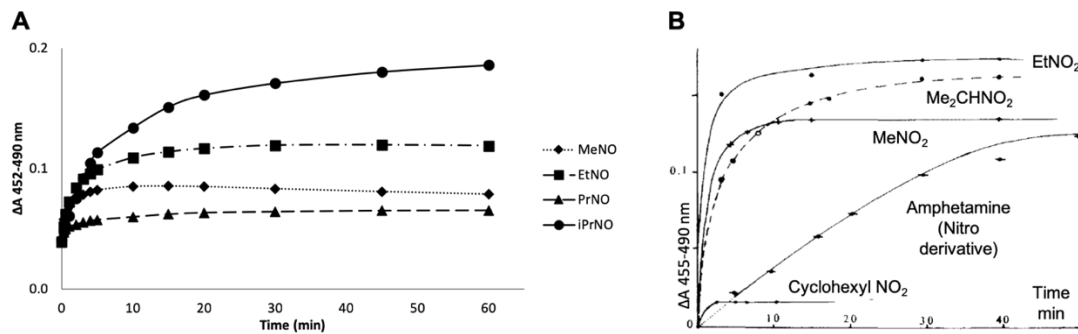 A
ΔA 452-490 nm
0.2
0.1
0.0
0
10
20
30
40
50
60
Time (min)
MeNO
EtNO
PrNO
iPrNO
B
ΔA 455-490 nm
0.1
0
10
20
30
40
EtNO₂
Me₂CHNO₂
MeNO₂
Amphetamine
(Nitro
derivative)
Cyclohexyl NO₂
Time
min